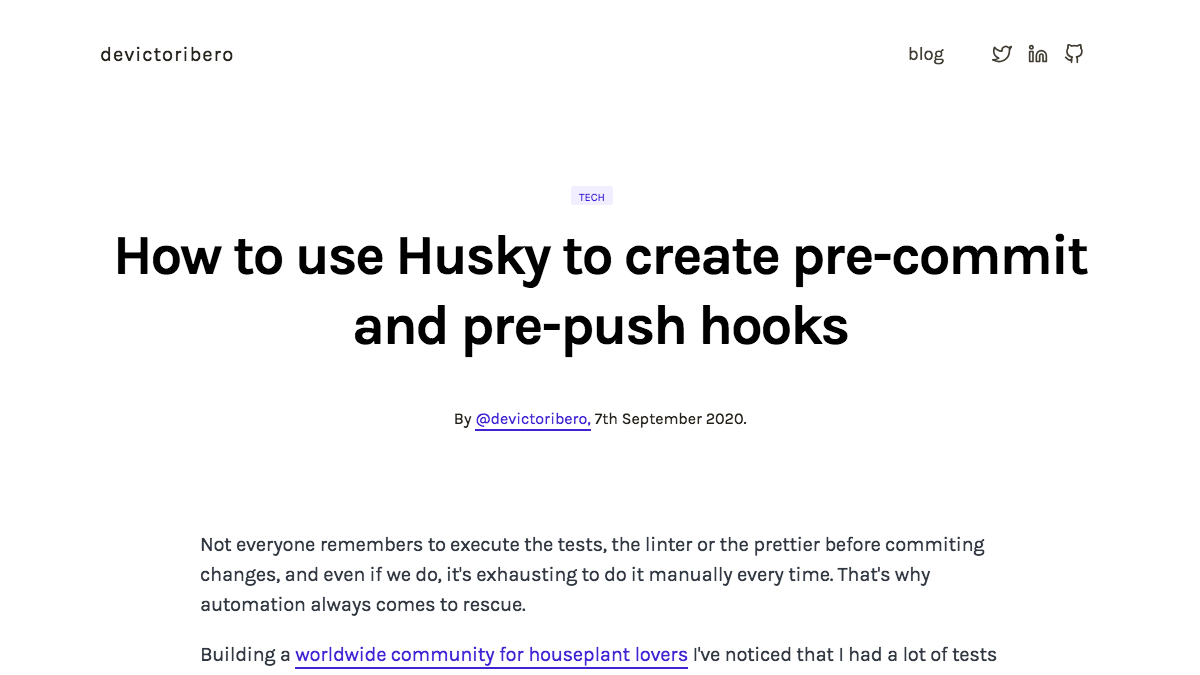 devictoribero
blog
TECH
How to use Husky to create pre-commit
and pre-push hooks
By @devictoribero, 7th September 2020.
Not everyone remembers to execute the tests, the linter or the prettier before commiting
changes, and even if we do, it's exhausting to do it manually every time. That's why
automation always comes to rescue.
Building a worldwide community for houseplant lovers I've noticed that I had a lot of tests